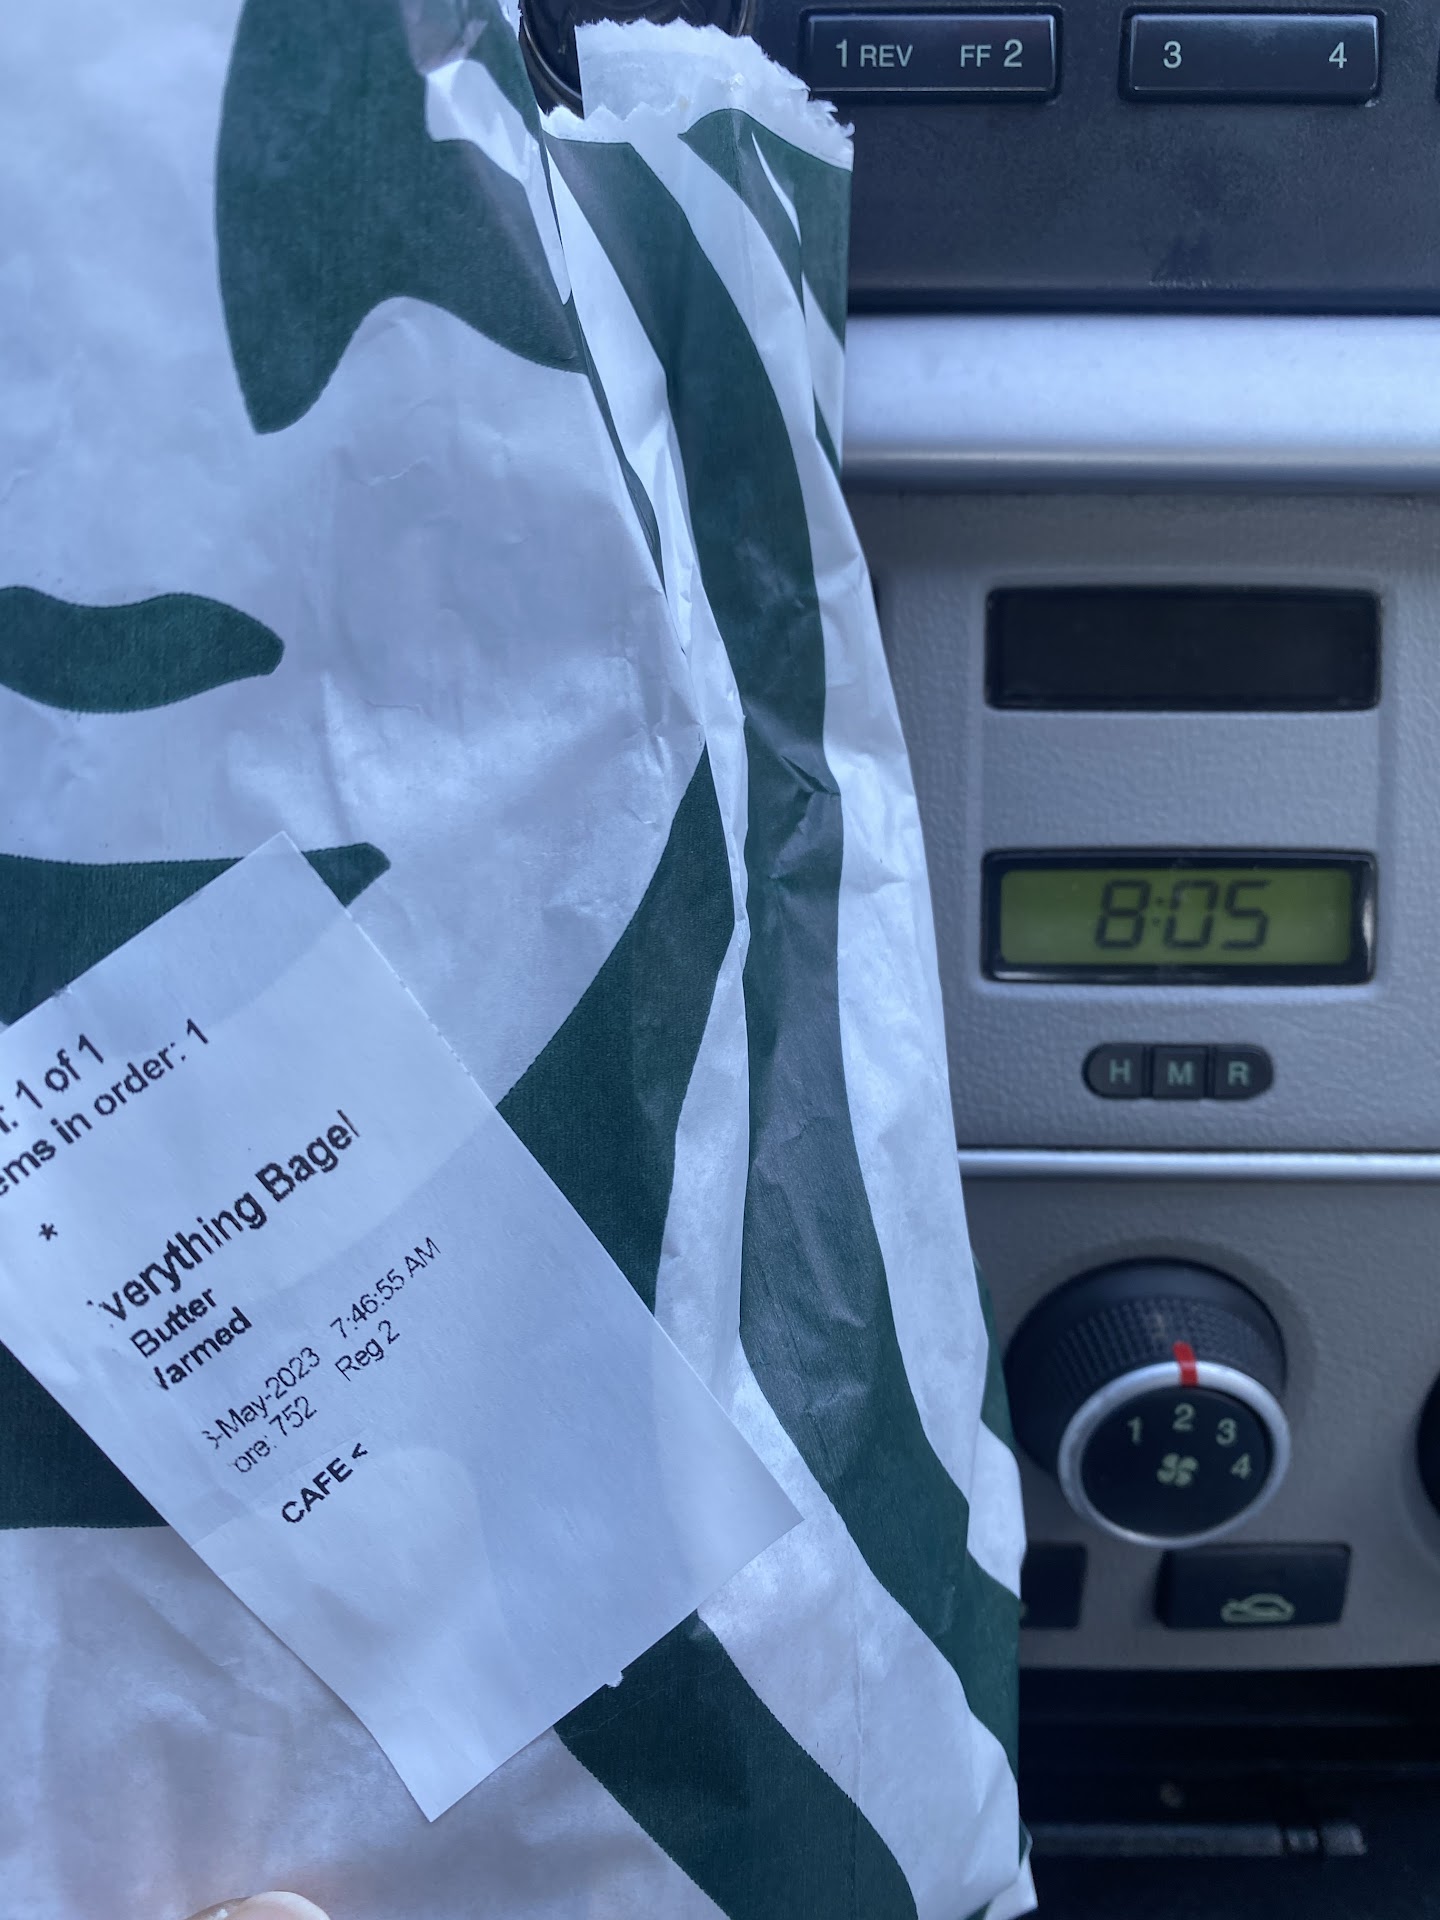 1 REV FF 2
3 4
8:05
H M R
1 2 3 4
: 1 of 1
ems in order: 1
*
verything Bagel
Butter
armed
-May-2023 7:46:55 AM
ore: 752 Reg 2
CAFE <